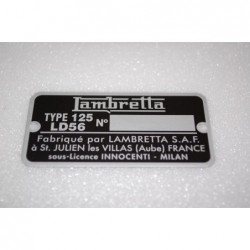 Lambretta
TYPE 125 N°
LD56
Fabriqué par LAMBRETTA S.A.F.
à St. JULIEN les VILLAS (Aube) FRANCE
sous-Licence INNOCENTI - MILAN